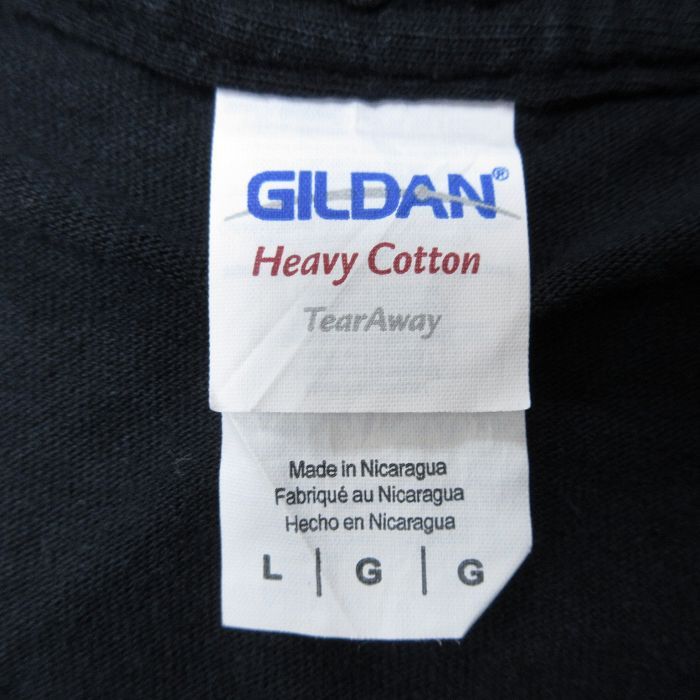 GILDAN®
Heavy Cotton
TearAway
Made in Nicaragua
Fabriqué au Nicaragua
Hecho en Nicaragua
L | G | G